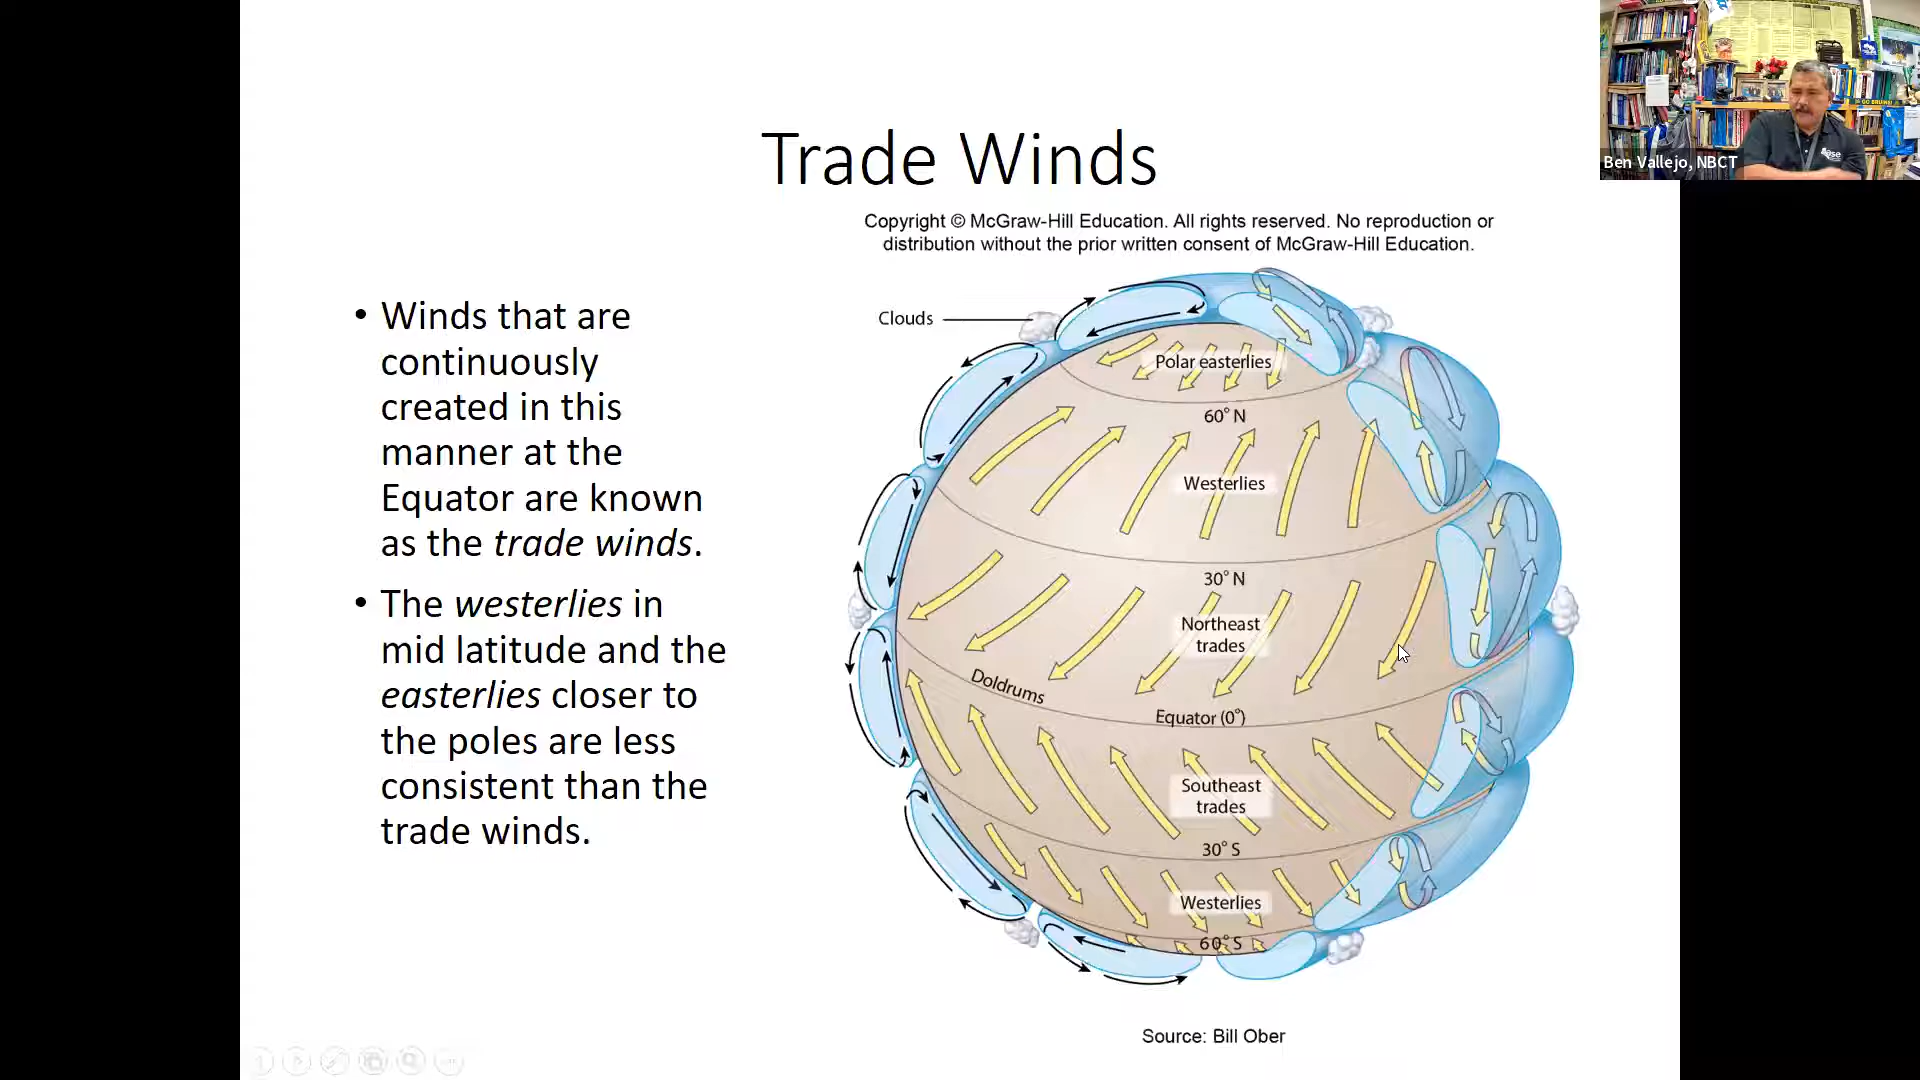 Trade Winds
Copyright © McGraw-Hill Education. All rights reserved. No reproduction or
distribution without the prior written consent of McGraw-Hill Education.
• Winds that are
continuously
created in this
manner at the
Equator are known
as the trade winds.
• The westerlies in
mid latitude and the
easterlies closer to
the poles are less
consistent than the
trade winds.
Clouds
Polar easterlies
60° N
Westerlies
30° N
Northeast
trades
Doldrums
Equator (0°)
Southeast
trades
30° S
Westerlies
60° S
Source: Bill Ober
GO BRUINS!
Ben Vallejo, NBCT